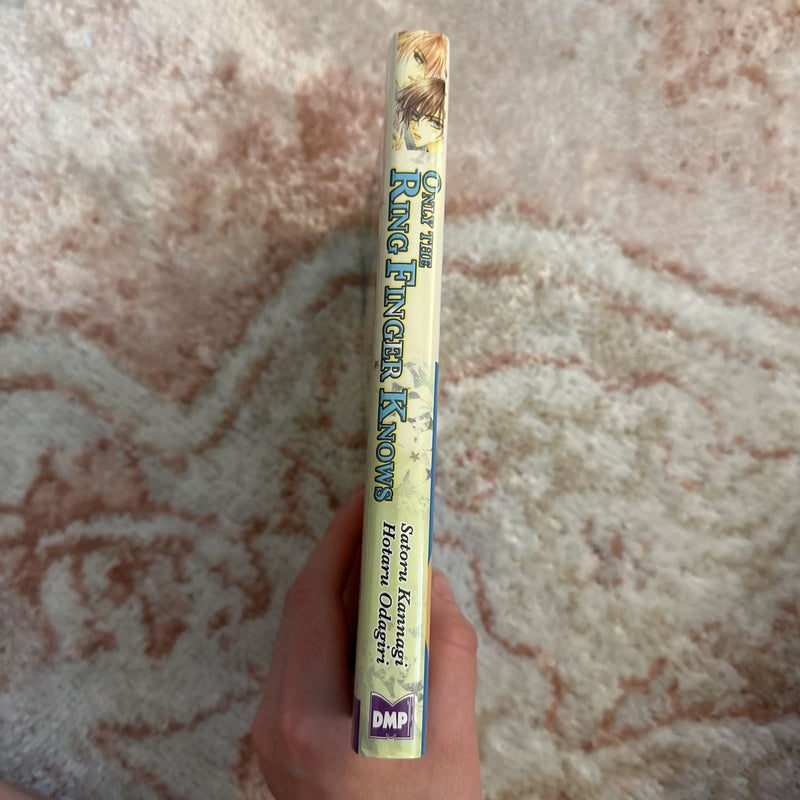 ONLY THE
RING FINGER KNOWS
Satoru Kannagi
Hotaru Odagiri
DMP